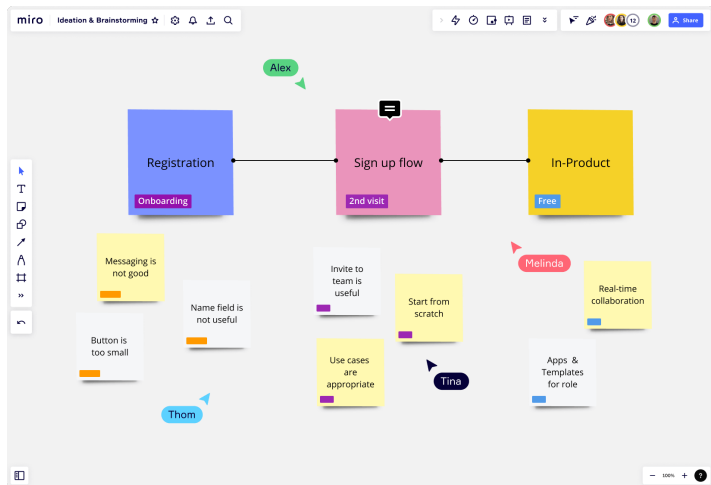 miro
Ideation & Brainstorming
12
Share
Alex
Registration
Onboarding
Sign up flow
2nd visit
In-Product
Free
Messaging is
not good
Name field is
not useful
Button is
too small
Thom
Invite to
team is
useful
Start from
scratch
Use cases
are
appropriate
Tina
Melinda
Real-time
collaboration
Apps & 
Templates
for role
T
100%
?